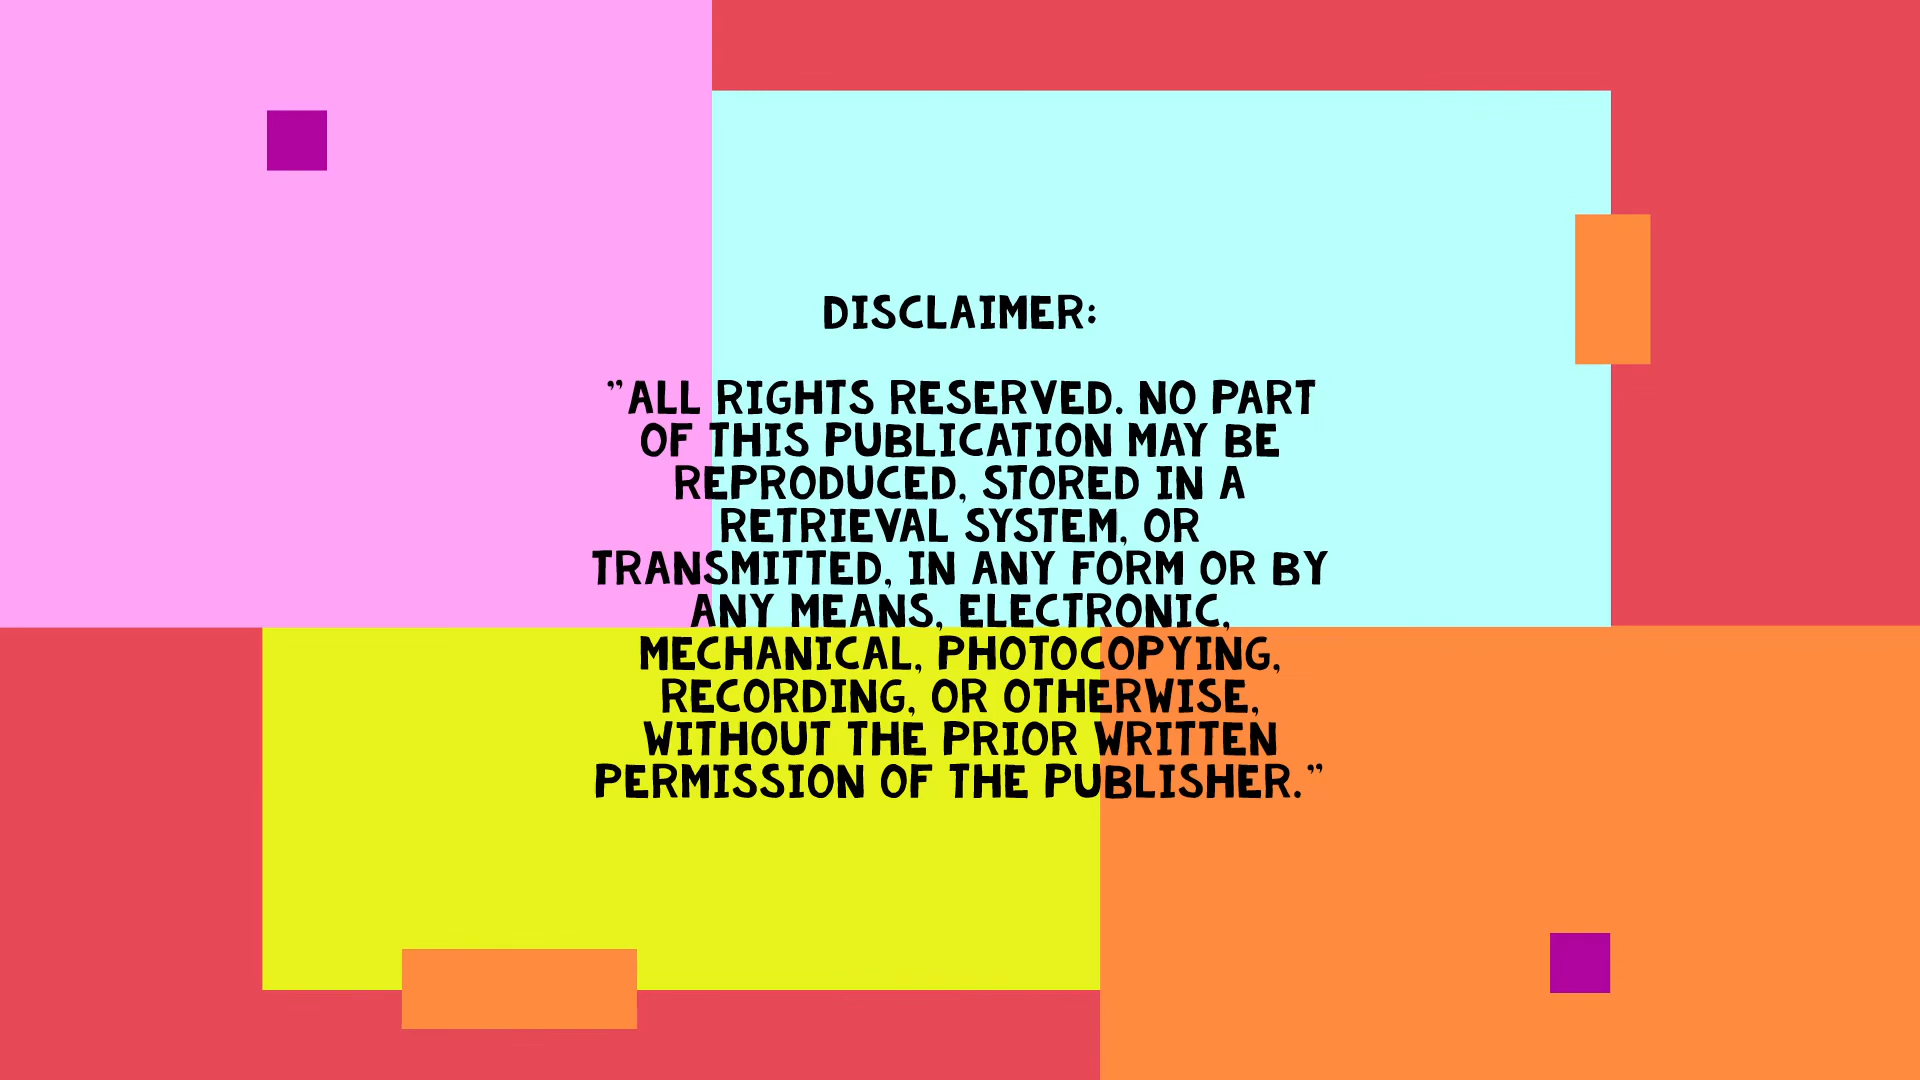 DISCLAIMER:
"ALL RIGHTS RESERVED. NO PART
OF THIS PUBLICATION MAY BE
REPRODUCED, STORED IN A
RETRIEVAL SYSTEM, OR
TRANSMITTED, IN ANY FORM OR BY
ANY MEANS, ELECTRONIC,
MECHANICAL, PHOTOCOPYING,
RECORDING, OR OTHERWISE,
WITHOUT THE PRIOR WRITTEN
PERMISSION OF THE PUBLISHER."